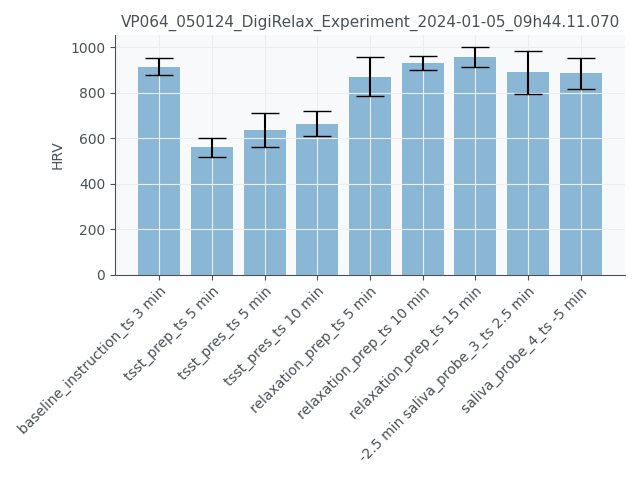 VP064_050124_DigiRelax_Experiment_2024-01-05_09h44.11.070
1000
800
600
400
200
0
HRV
baseline_instruction_ts 3 min
tsst_prep_ts 5 min
tsst_pres_ts 5 min
tsst_pres_ts 10 min
relaxation_prep_ts 5 min
relaxation_prep_ts 10 min
relaxation_prep_ts 15 min
-2.5 min saliva_probe_3_ts 2.5 min
saliva_probe_4_ts -5 min